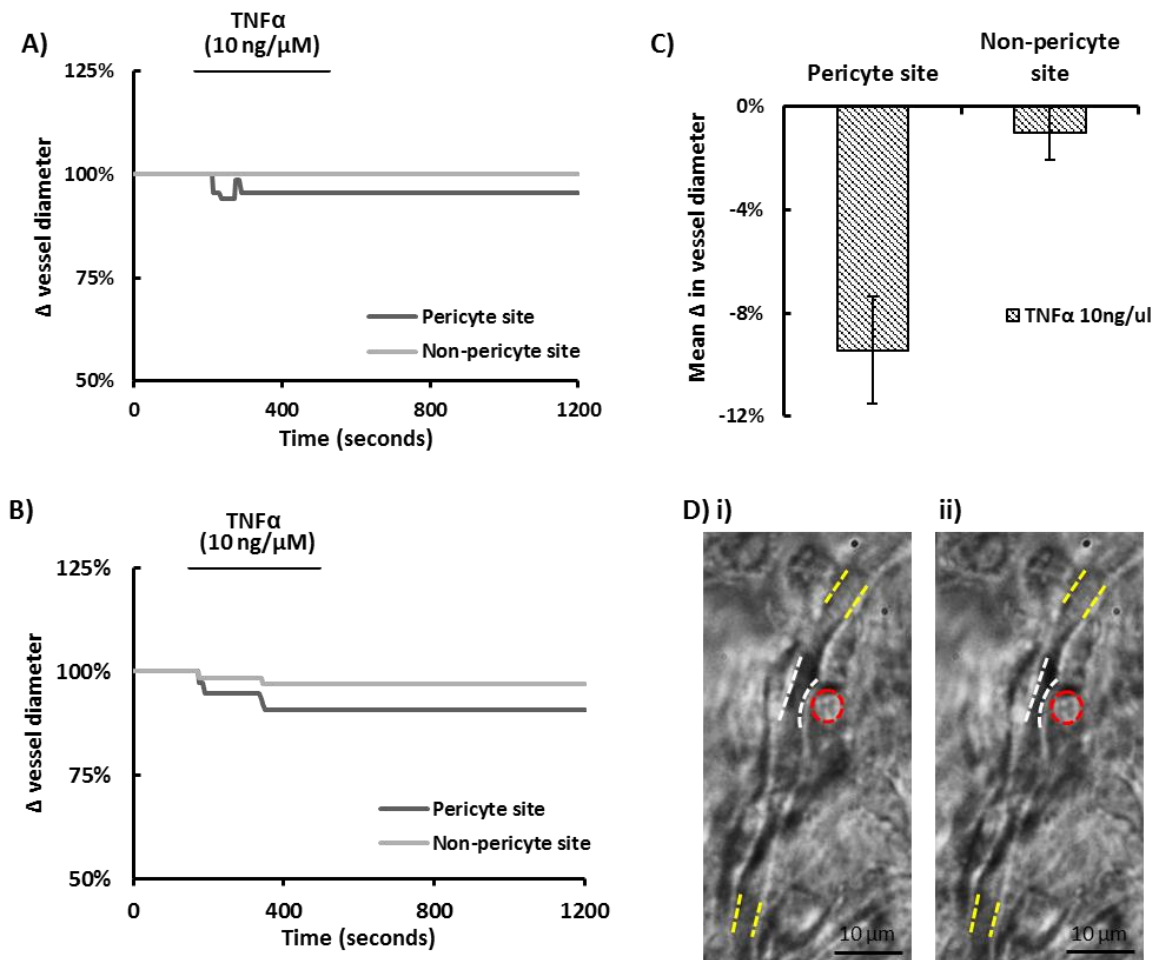 A)
TNFα
(10 ng/µM)
125%
100%
75%
50%
Δ vessel diameter
Pericyte site
Non-pericyte site
0
400
800
1200
Time (seconds)
B)
TNFα
(10 ng/µM)
125%
100%
75%
50%
Δ vessel diameter
Pericyte site
Non-pericyte site
0
400
800
1200
Time (seconds)
C)
Pericyte site
Non-pericyte
site
0%
-4%
-8%
-12%
Mean Δ in vessel diameter
TNFα 10ng/ul
D) i)
10 µm
ii)
10 µm